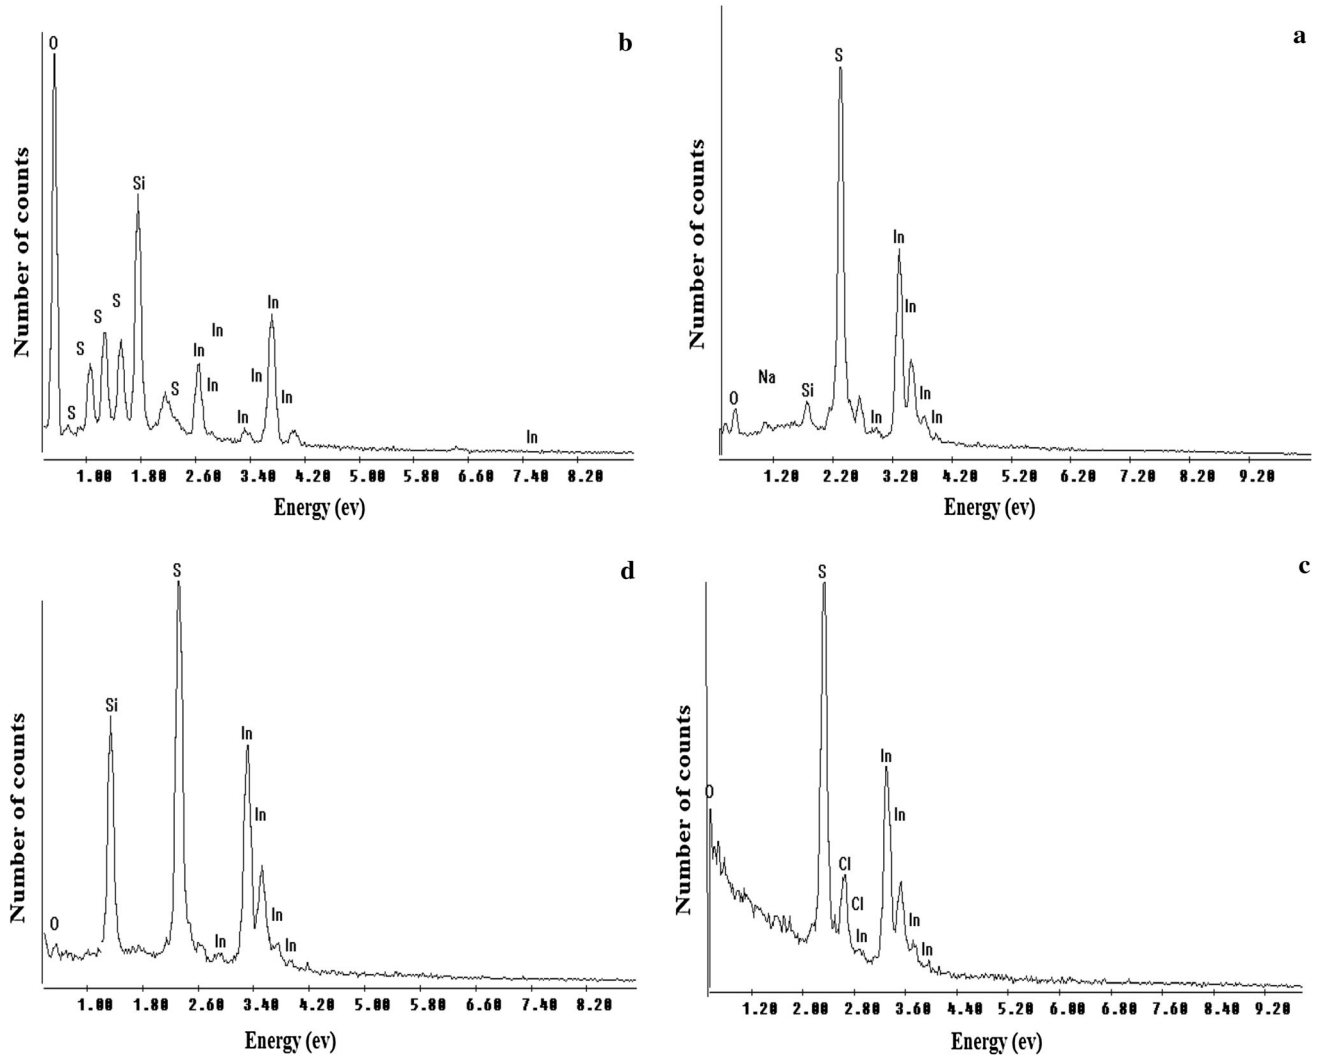 b
O
Si
S
S
S
S
S
In
In
In
In
In
In
In
In
Number of counts
1.00 1.80 2.60 3.40 4.20 5.00 5.80 6.60 7.40 8.20
Energy (ev)
a
S
In
In
Na
Si
O
In
In
In
Number of counts
1.20 2.20 3.20 4.20 5.20 6.20 7.20 8.20 9.20
Energy (ev)
d
S
Si
In
In
O
In
In
In
Number of counts
1.00 1.80 2.60 3.40 4.20 5.00 5.80 6.60 7.40 8.20
Energy (ev)
c
S
In
O
In
Cl
Cl
In
In
In
Number of counts
1.20 2.00 2.80 3.60 4.40 5.20 6.00 6.80 7.60 8.40 9.20
Energy (ev)